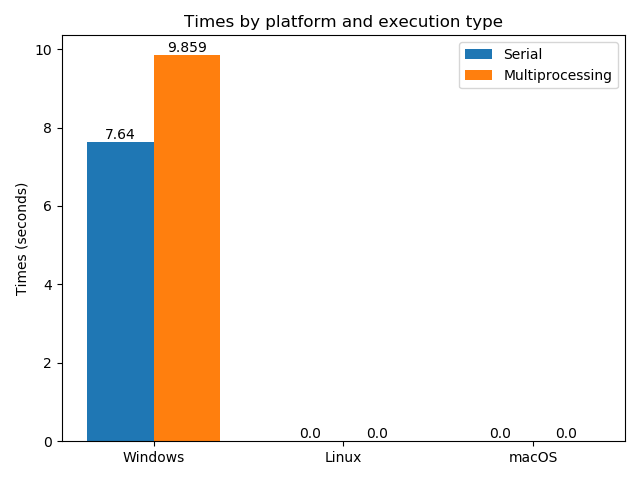 Times by platform and execution type
Serial
Multiprocessing
Times (seconds)
10
8
6
4
2
0
7.64
9.859
0.0
0.0
0.0
0.0
Windows
Linux
macOS